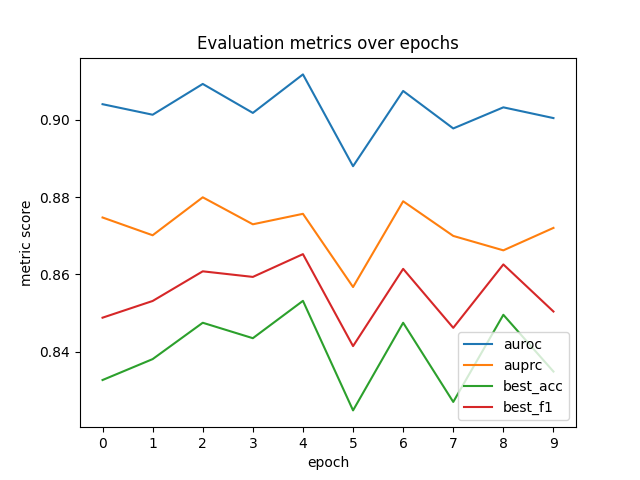 Evaluation metrics over epochs
metric score
0.90
0.88
0.86
0.84
auroc
auprc
best_acc
best_f1
0 1 2 3 4 5 6 7 8 9
epoch